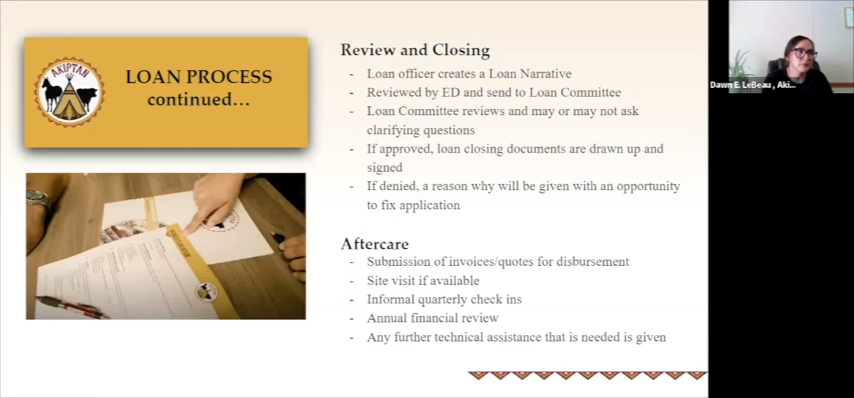 AKIPTAN
LOAN PROCESS
continued...
Review and Closing
- Loan officer creates a Loan Narrative
- Reviewed by ED and send to Loan Committee
- Loan Committee reviews and may or may not ask
clarifying questions
- If approved, loan closing documents are drawn up and
signed
- If denied, a reason why will be given with an opportunity
to fix application
Aftercare
- Submission of invoices/quotes for disbursement
- Site visit if available
- Informal quarterly check ins
- Annual financial review
- Any further technical assistance that is needed is given
Dawn E. LeBeau , Aki...